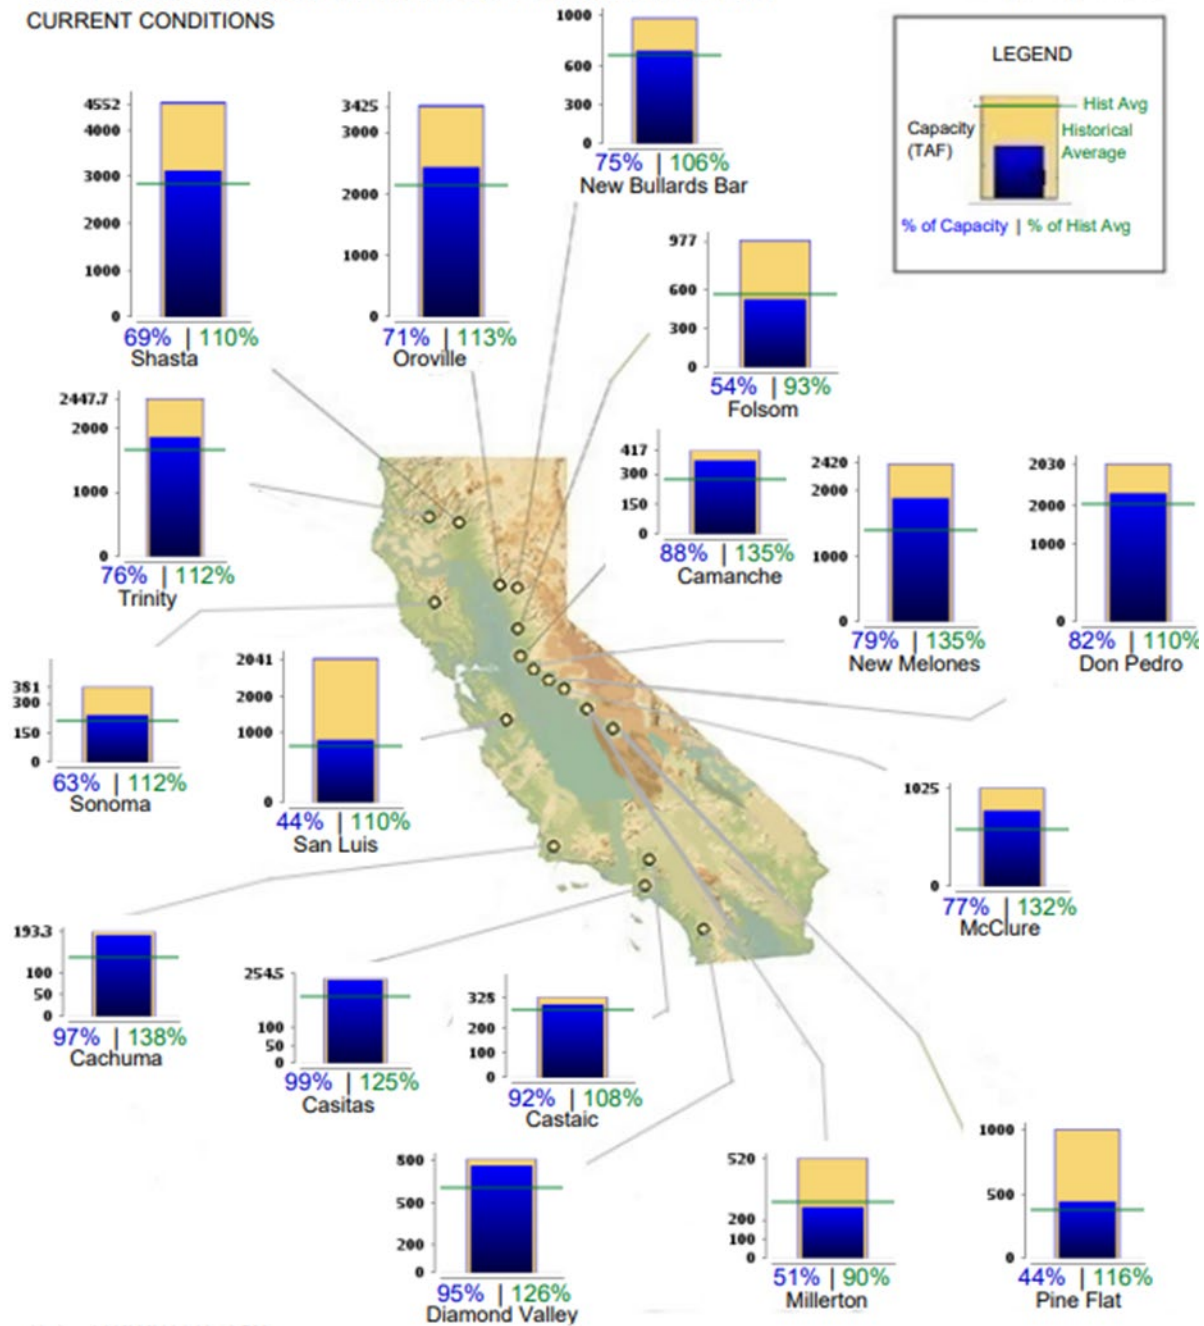 CURRENT CONDITIONS
1000
600
300
0
75% | 106%
New Bullards Bar
LEGEND
Hist Avg
Capacity
(TAF)
Historical
Average
% of Capacity | % of Hist Avg
4552
4000
3000
2000
1000
0
69% | 110%
Shasta
3425
3000
2000
1000
0
71% | 113%
Oroville
977
600
300
0
54% | 93%
Folsom
2447.7
2000
1000
0
76% | 112%
Trinity
417
300
150
0
88% | 135%
Camanche
2420
2000
1000
0
79% | 135%
New Melones
2030
2000
1000
0
82% | 110%
Don Pedro
381
300
150
0
63% | 112%
Sonoma
2041
2000
1000
0
44% | 110%
San Luis
1025
0
77% | 132%
McClure
193.3
100
50
0
97% | 138%
Cachuma
254.5
100
50
0
99% | 125%
Casitas
325
200
100
0
92% | 108%
Castaic
800
500
200
0
95% | 126%
Diamond Valley
520
200
100
0
51% | 90%
Millerton
1000
500
0
44% | 116%
Pine Flat